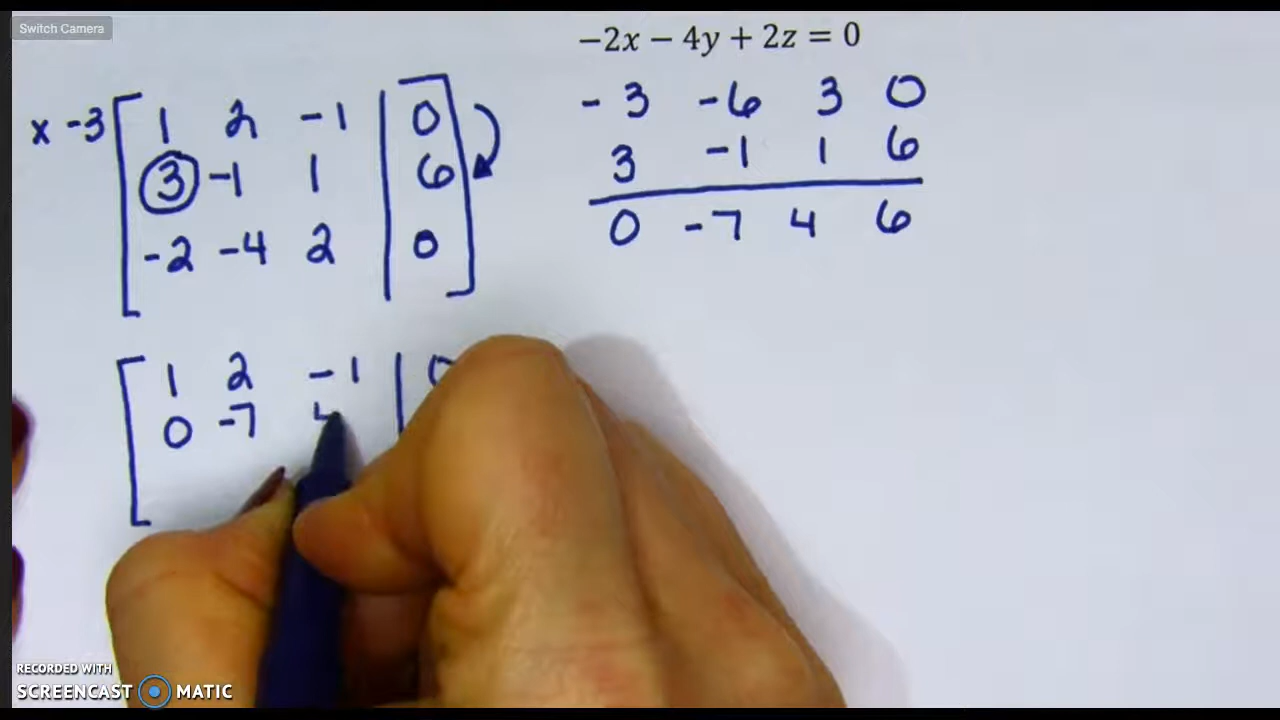 Switch Camera
−2x − 4y + 2z = 0
x -3 [ 1 2 -1 | 0 ]
3 -1 1 | 6
-2 -4 2 | 0
-3 -6 3 0
3 -1 1 6
0 -7 4 6
[ 1 2 -1 | 0
0 -7 4 |
RECORDED WITH
SCREENCAST MATIC